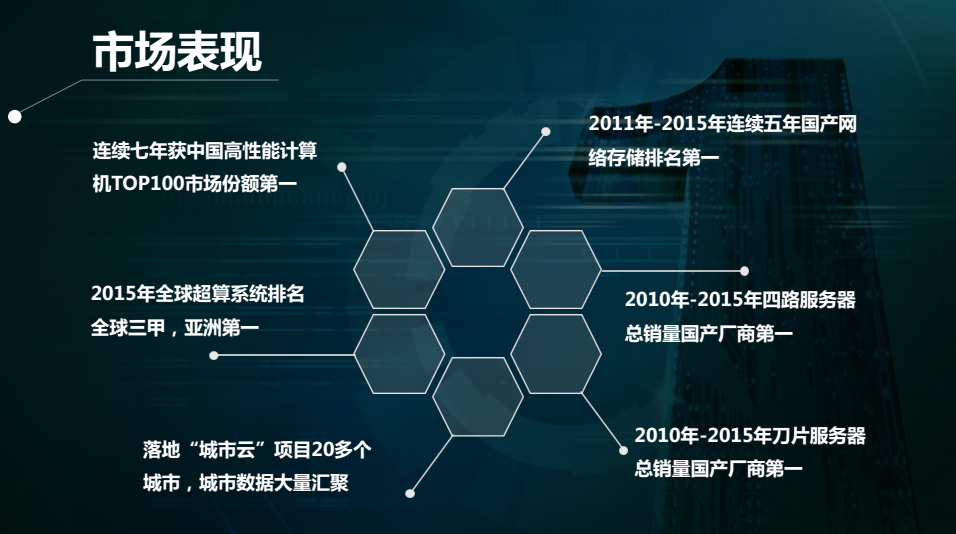 市场表现
连续七年获中国高性能计算
机TOP100市场份额第一
2011年-2015年连续五年国产网
络存储排名第一
2015年全球超算系统排名
全球三甲，亚洲第一
2010年-2015年四路服务器
总销量国产厂商第一
落地“城市云”项目20多个
城市，城市数据大量汇聚
2010年-2015年刀片服务器
总销量国产厂商第一